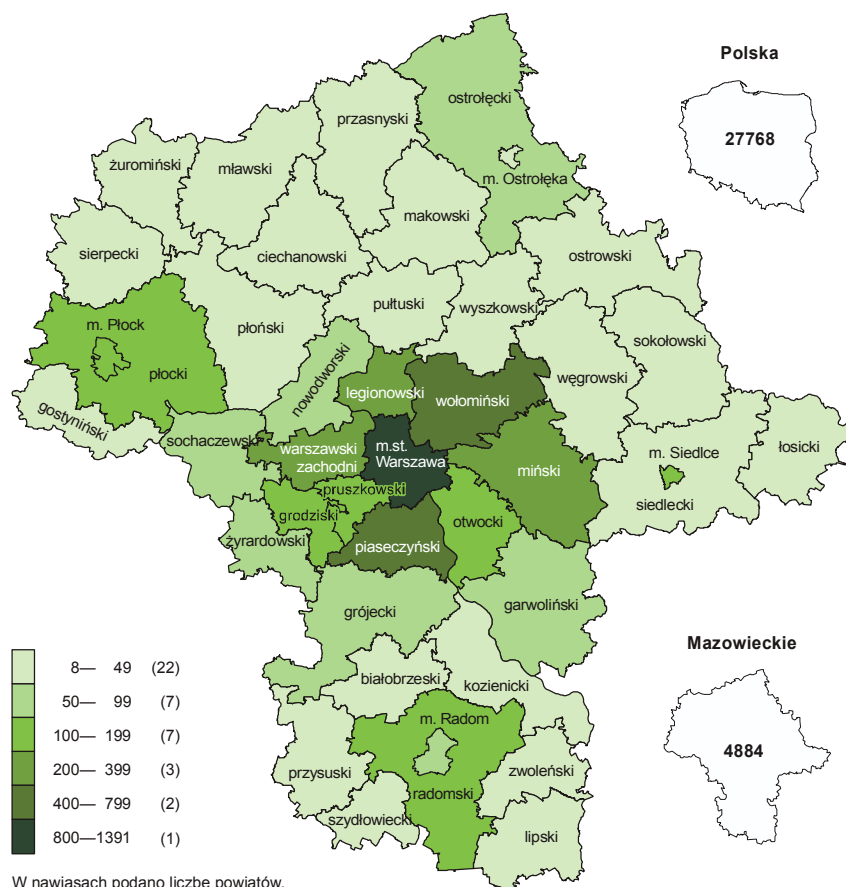 Polska
27768
ostrołęcki
przasnyski
żuromiński
mławski
m. Ostrołęka
makowski
sierpecki
ciechanowski
ostrowski
pułtuski
wyszkowski
m. Płock
płoński
sokołowski
płocki
nowodworski
węgrowski
legionowski
wołomiński
gostyniński
sochaczewski
warszawski
zachodni
m.st.
Warszawa
miński
m. Siedlce
łosicki
siedlecki
pruszkowski
grodziski
otwocki
żyrardowski
piaseczyński
garwoliński
grójecki
Mazowieckie
4884
białobrzeski
kozienicki
m. Radom
przysuski
zwoleński
radomski
szydłowiecki
lipski
8— 49 (22)
50— 99 (7)
100— 199 (7)
200— 399 (3)
400— 799 (2)
800—1391 (1)
W nawiasach podano liczbę powiatów.